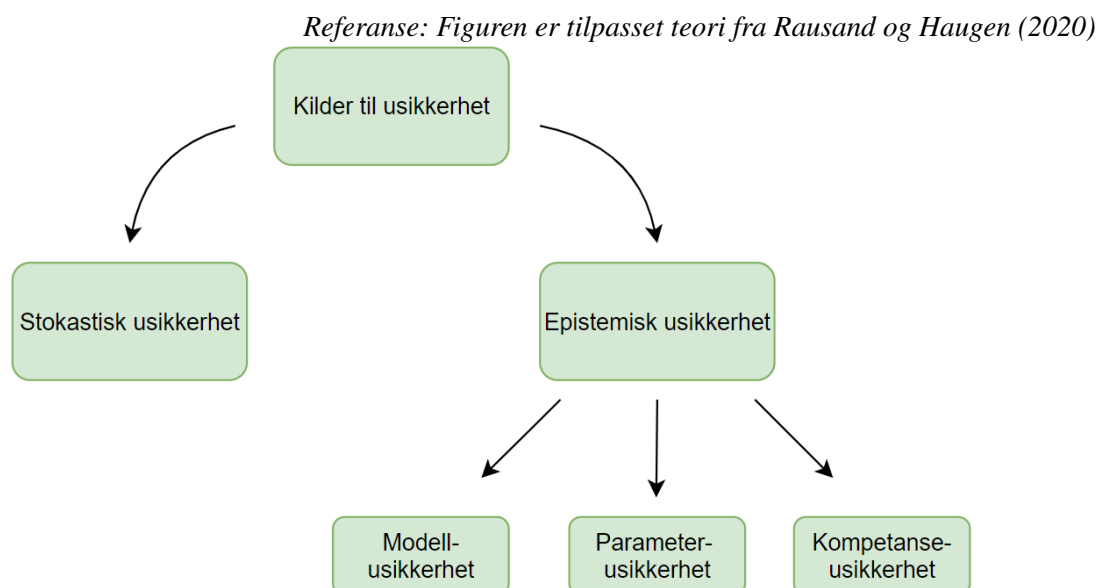 Referanse: Figuren er tilpasset teori fra Rausand og Haugen (2020)
Kilder til usikkerhet
Stokastisk usikkerhet
Epistemisk usikkerhet
Modell-
usikkerhet
Parameter-
usikkerhet
Kompetanse-
usikkerhet